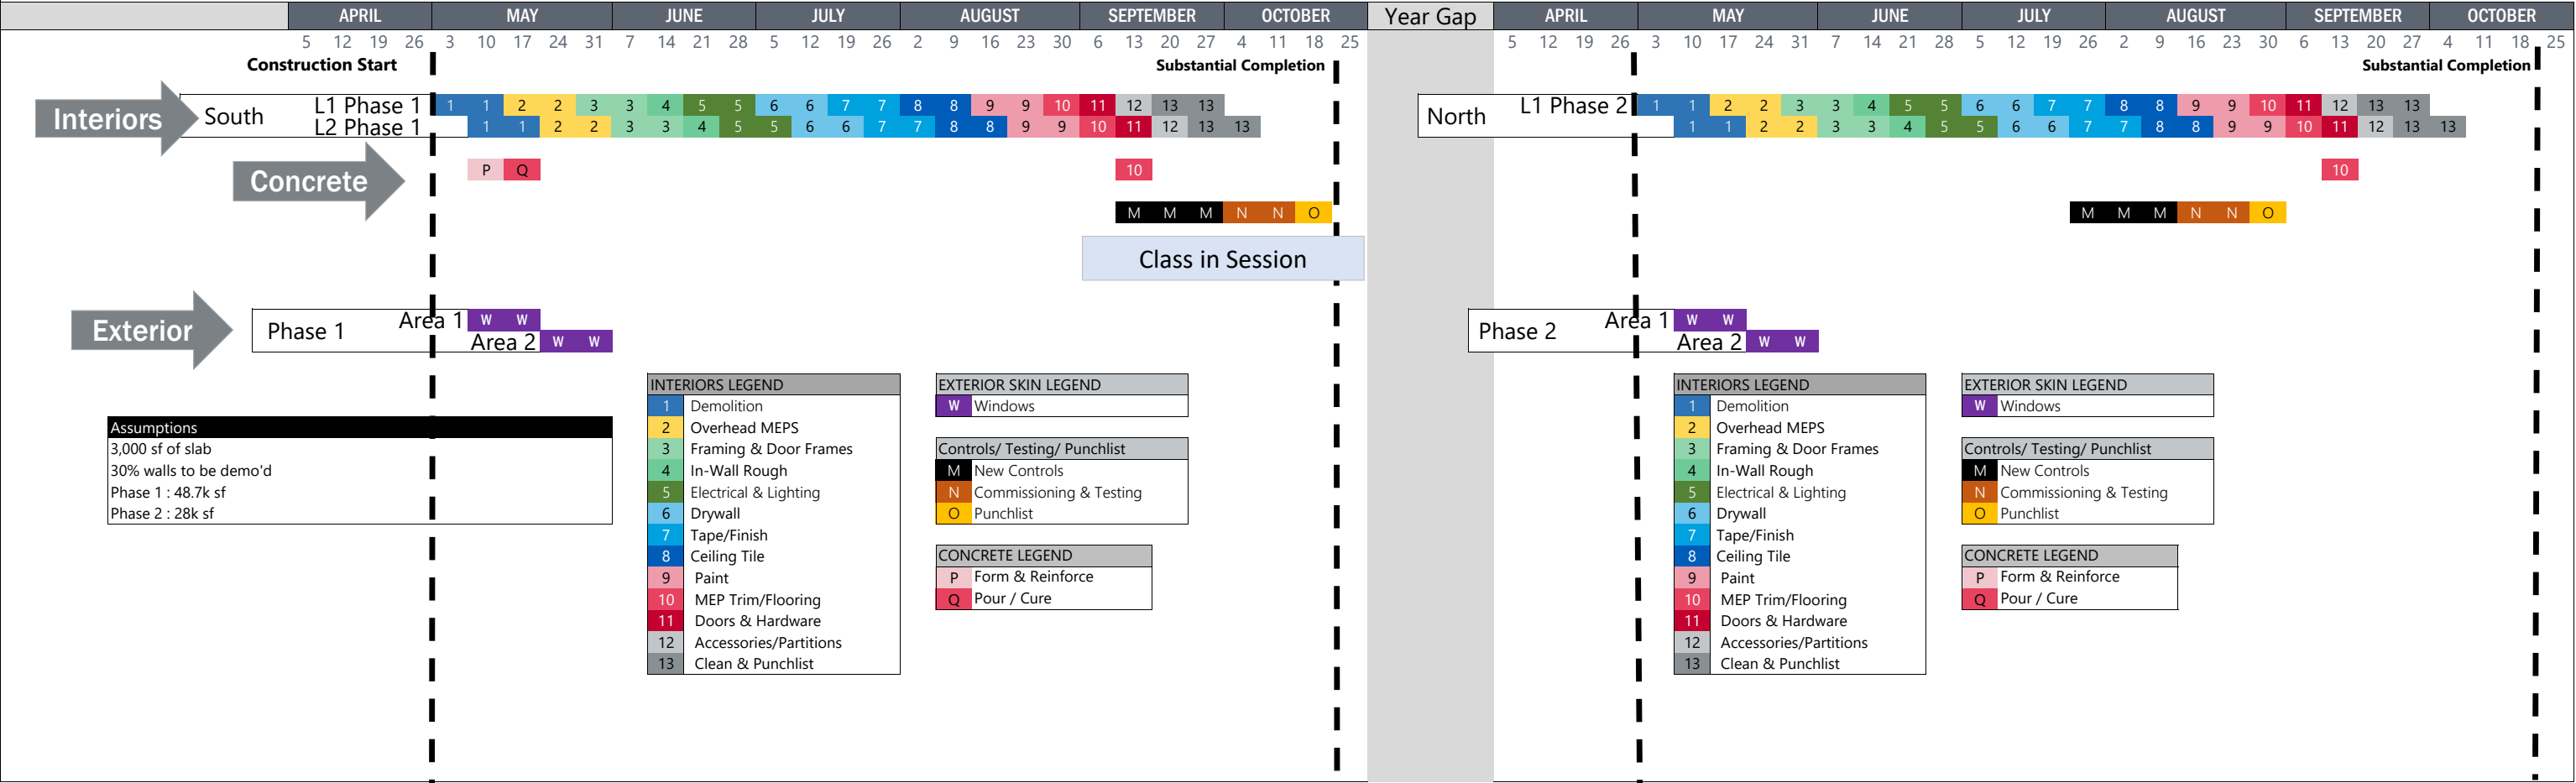 APRIL MAY JUNE JULY AUGUST SEPTEMBER OCTOBER Year Gap APRIL MAY JUNE JULY AUGUST SEPTEMBER OCTOBER
5 12 19 26 3 10 17 24 31 7 14 21 28 5 12 19 26 2 9 16 23 30 6 13 20 27 4 11 18 25 5 12 19 26 3 10 17 24 31 7 14 21 28 5 12 19 26 2 9 16 23 30 6 13 20 27 4 11 18 25
Construction Start Substantial Completion Substantial Completion
Interiors South L1 Phase 1 1 1 2 2 3 3 4 5 5 6 6 7 7 8 8 9 9 10 11 12 13 13 North L1 Phase 2 1 1 2 2 3 3 4 5 5 6 6 7 7 8 8 9 9 10 11 12 13 13
L2 Phase 1 1 1 2 2 3 3 4 5 5 6 6 7 7 8 8 9 9 10 11 12 13 13 1 1 2 2 3 3 4 5 5 6 6 7 7 8 8 9 9 10 11 12 13 13
Concrete P Q 10 10
M M M N N O M M M N N O
Class in Session
Exterior Phase 1 Area 1 W W Phase 2 Area 1 W W
Area 2 W W Area 2 W W
Assumptions
3,000 sf of slab
30% walls to be demo'd
Phase 1 : 48.7k sf
Phase 2 : 28k sf
INTERIORS LEGEND
1 Demolition
2 Overhead MEPS
3 Framing & Door Frames
4 In-Wall Rough
5 Electrical & Lighting
6 Drywall
7 Tape/Finish
8 Ceiling Tile
9 Paint
10 MEP Trim/Flooring
11 Doors & Hardware
12 Accessories/Partitions
13 Clean & Punchlist
EXTERIOR SKIN LEGEND
W Windows
Controls/ Testing/ Punchlist
M New Controls
N Commissioning & Testing
O Punchlist
CONCRETE LEGEND
P Form & Reinforce
Q Pour / Cure
INTERIORS LEGEND
1 Demolition
2 Overhead MEPS
3 Framing & Door Frames
4 In-Wall Rough
5 Electrical & Lighting
6 Drywall
7 Tape/Finish
8 Ceiling Tile
9 Paint
10 MEP Trim/Flooring
11 Doors & Hardware
12 Accessories/Partitions
13 Clean & Punchlist
EXTERIOR SKIN LEGEND
W Windows
Controls/ Testing/ Punchlist
M New Controls
N Commissioning & Testing
O Punchlist
CONCRETE LEGEND
P Form & Reinforce
Q Pour / Cure